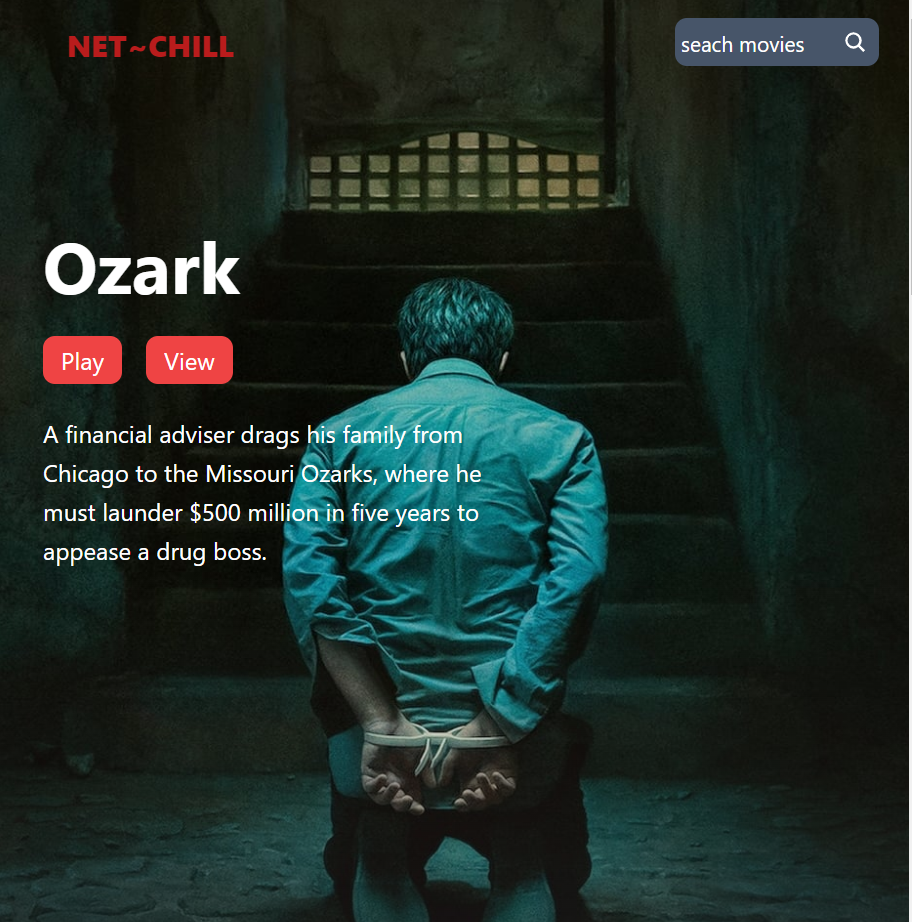 NET~CHILL
seach movies
Ozark
Play
View
A financial adviser drags his family from
Chicago to the Missouri Ozarks, where he
must launder $500 million in five years to
appease a drug boss.